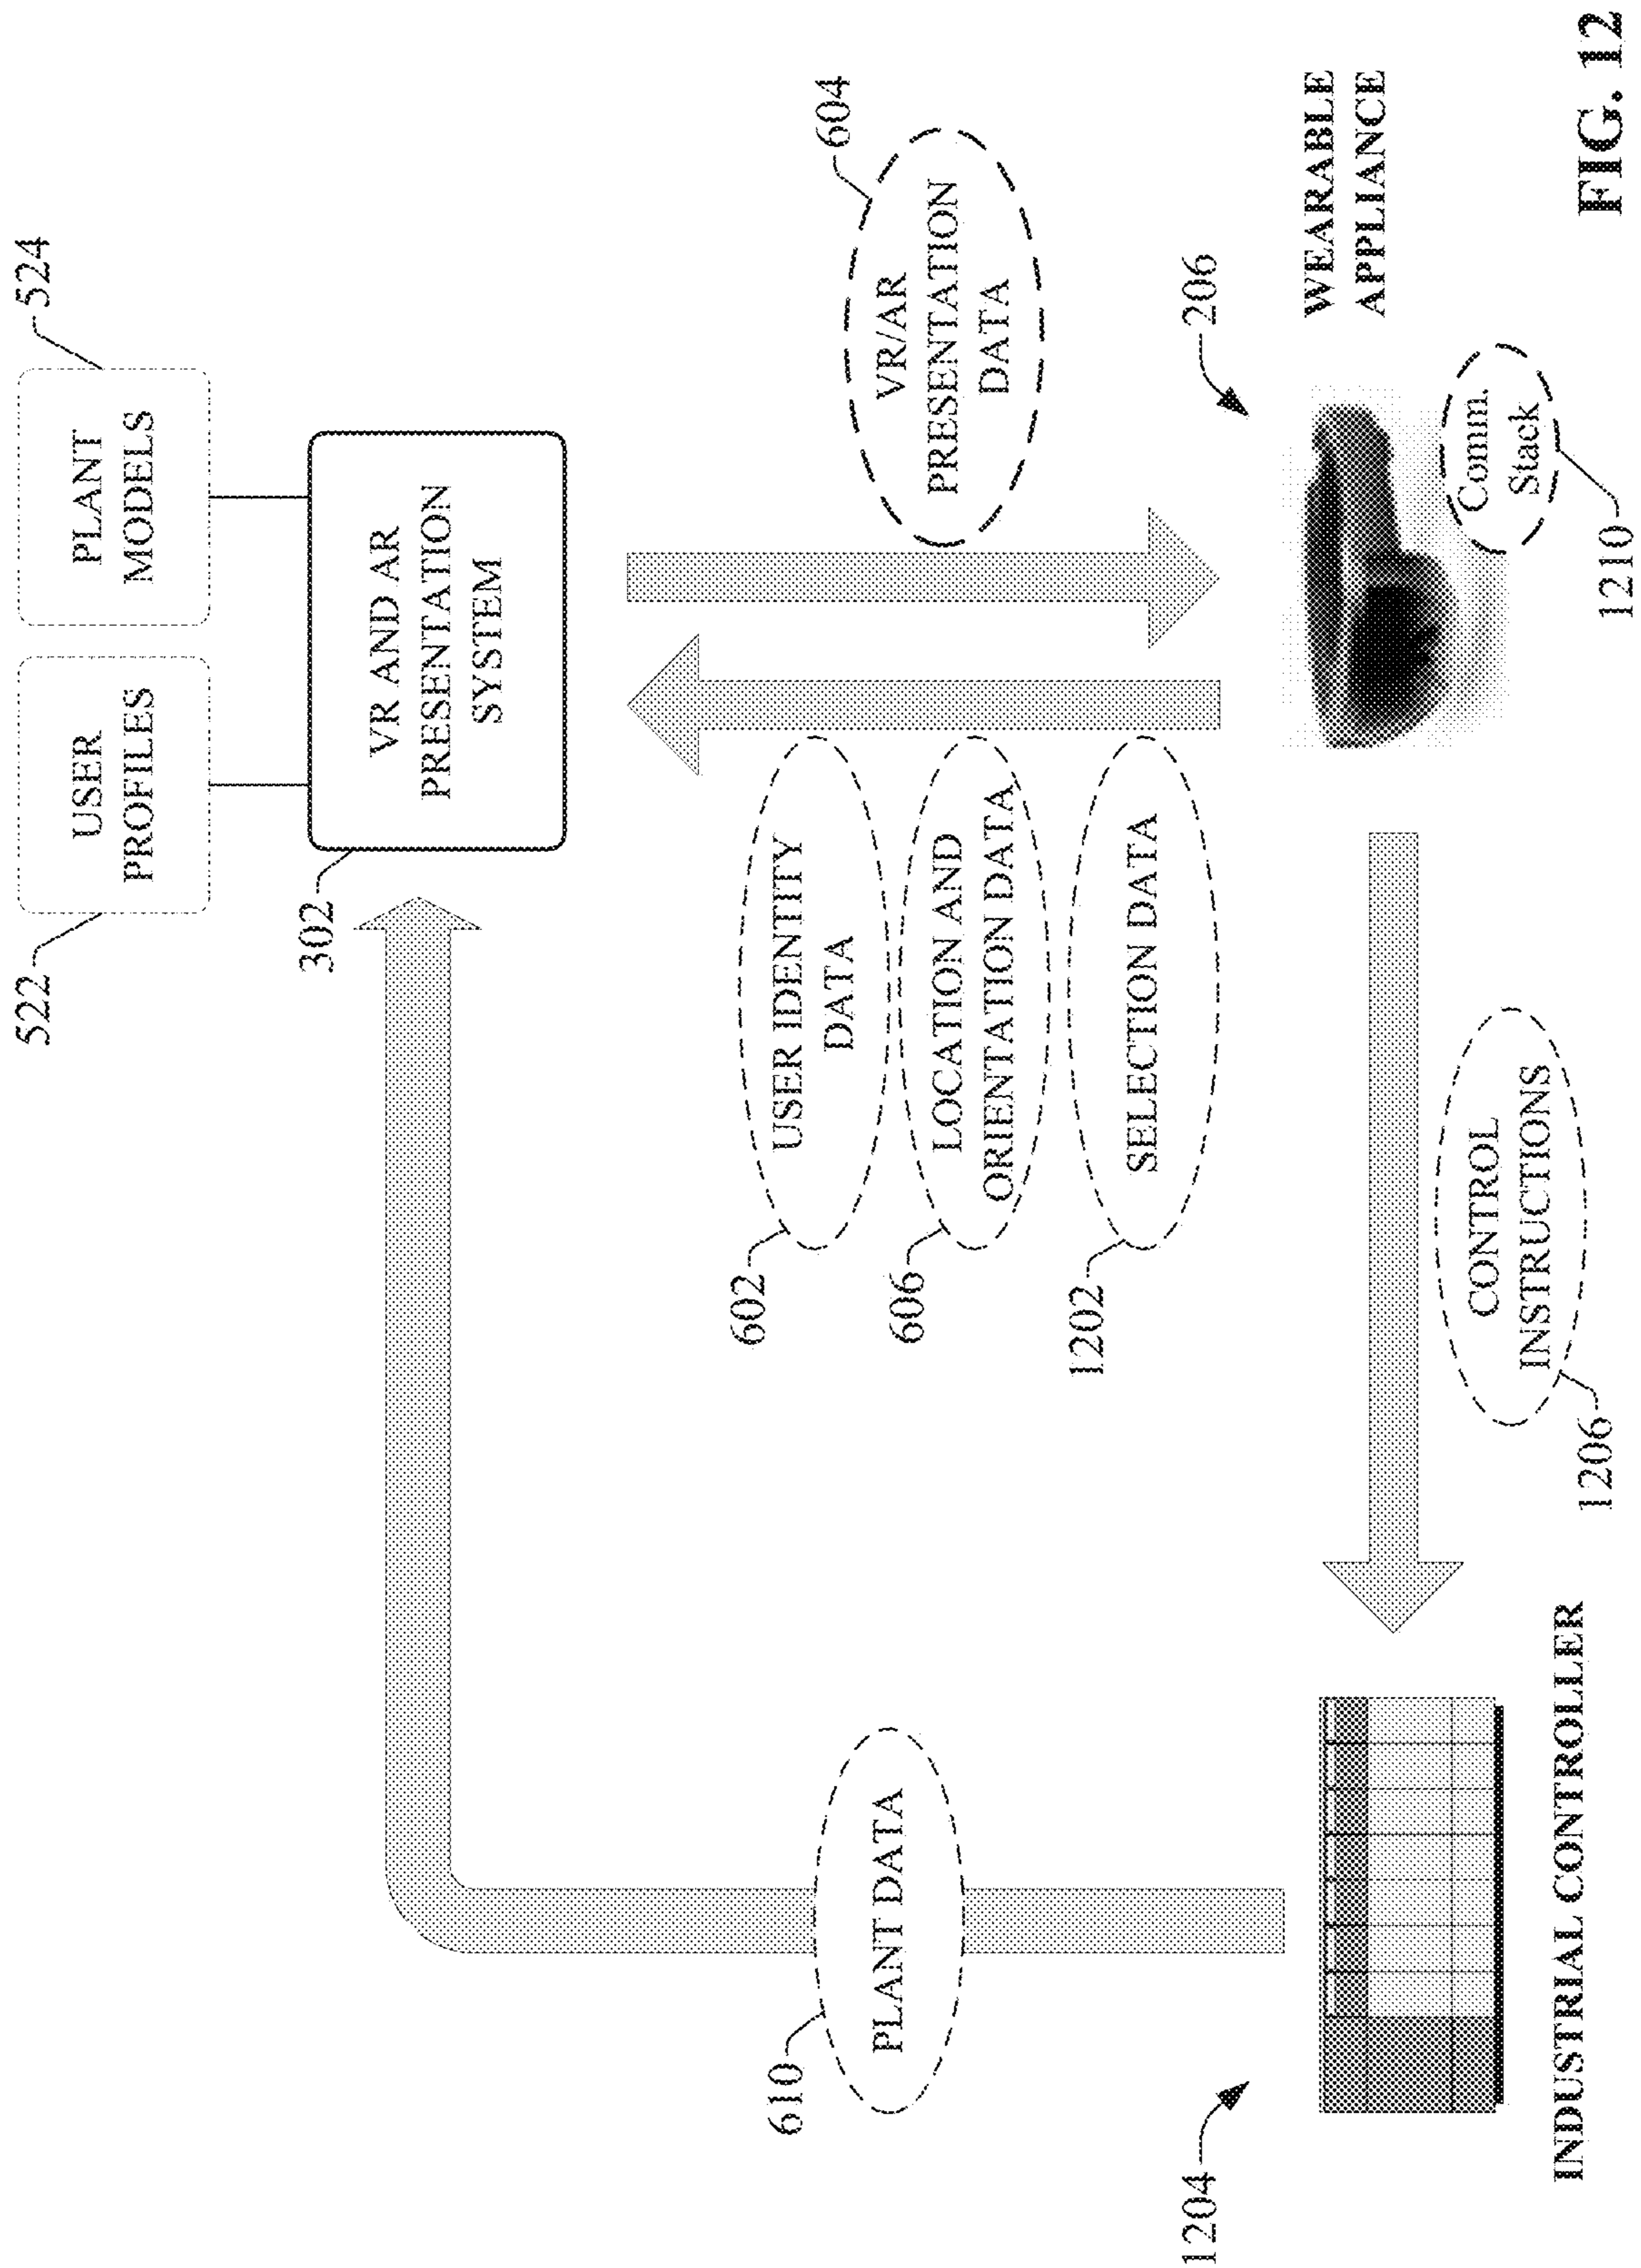 522
USER
PROFILES
PLANT
MODELS
524
302
VR AND AR
PRESENTATION
SYSTEM
610
PLANT DATA
602
USER IDENTITY
DATA
606
LOCATION AND
ORIENTATION DATA
1202
SELECTION DATA
604
VR/AR
PRESENTATION
DATA
1204
INDUSTRIAL CONTROLLER
1206
CONTROL
INSTRUCTIONS
206
WEARABLE
APPLIANCE
Comm.
Stack
1210
FIG. 12